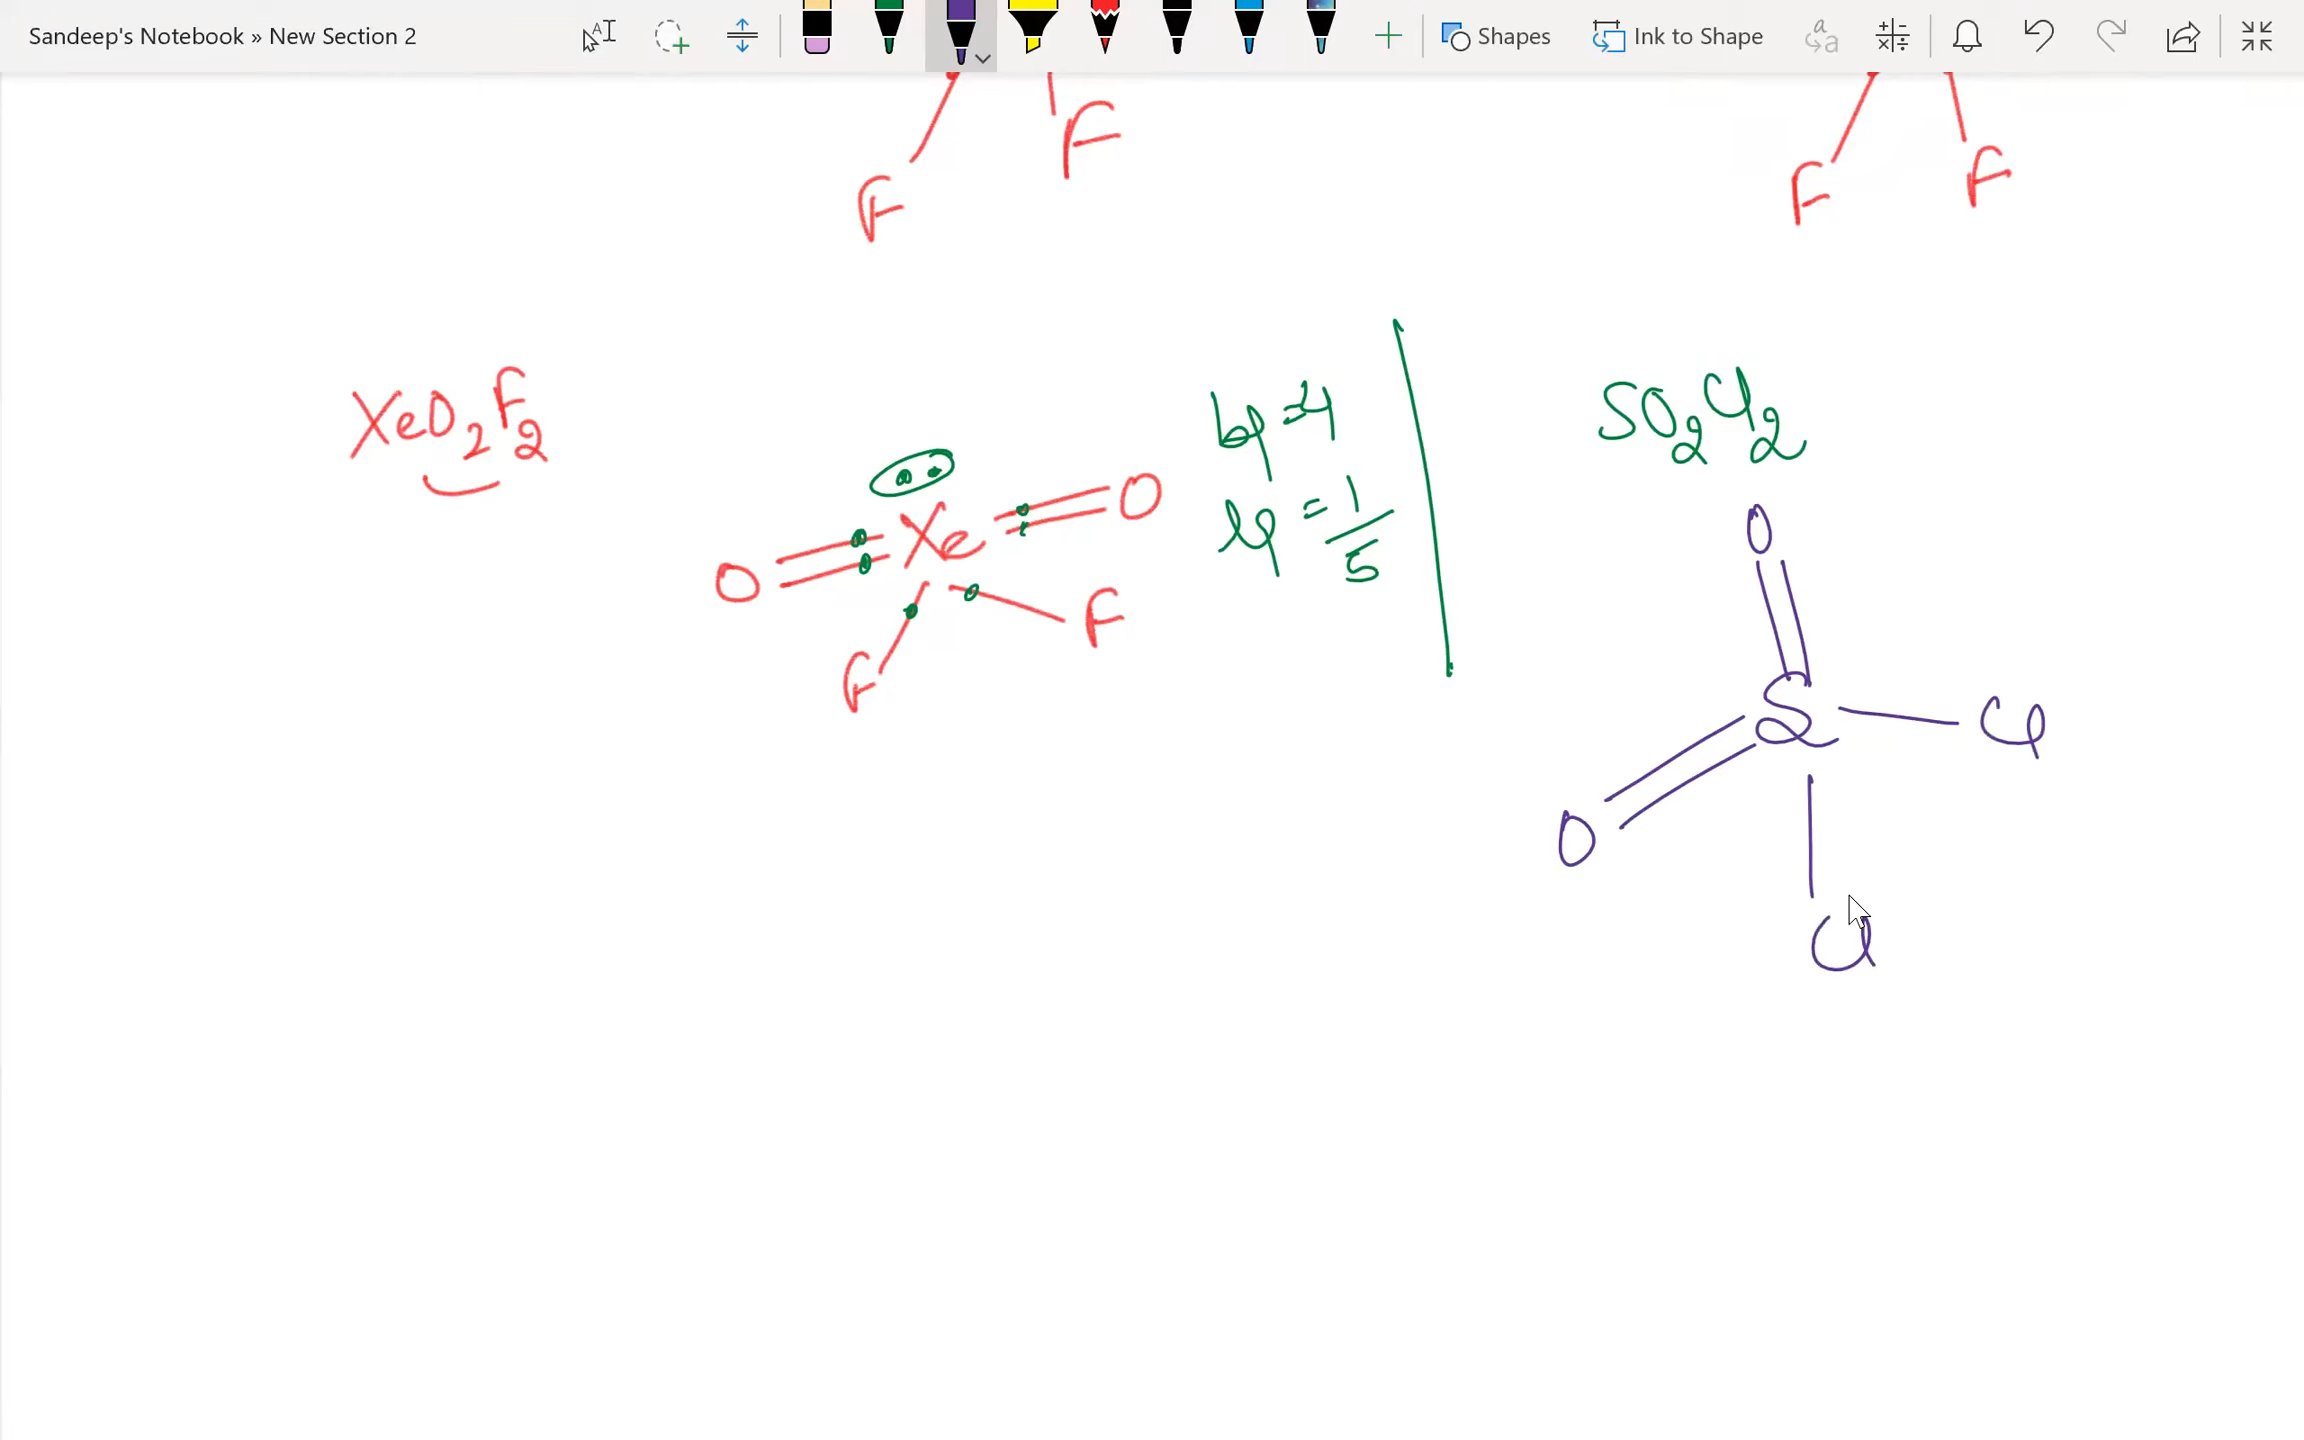 Sandeep's Notebook » New Section 2
Shapes
Ink to Shape
F
F
F
F
XeO₂F₂
Xe
O
O
F
F
bp = 4
lp = 1
5
SO₂Cl₂
O
S
Cl
O
Cl